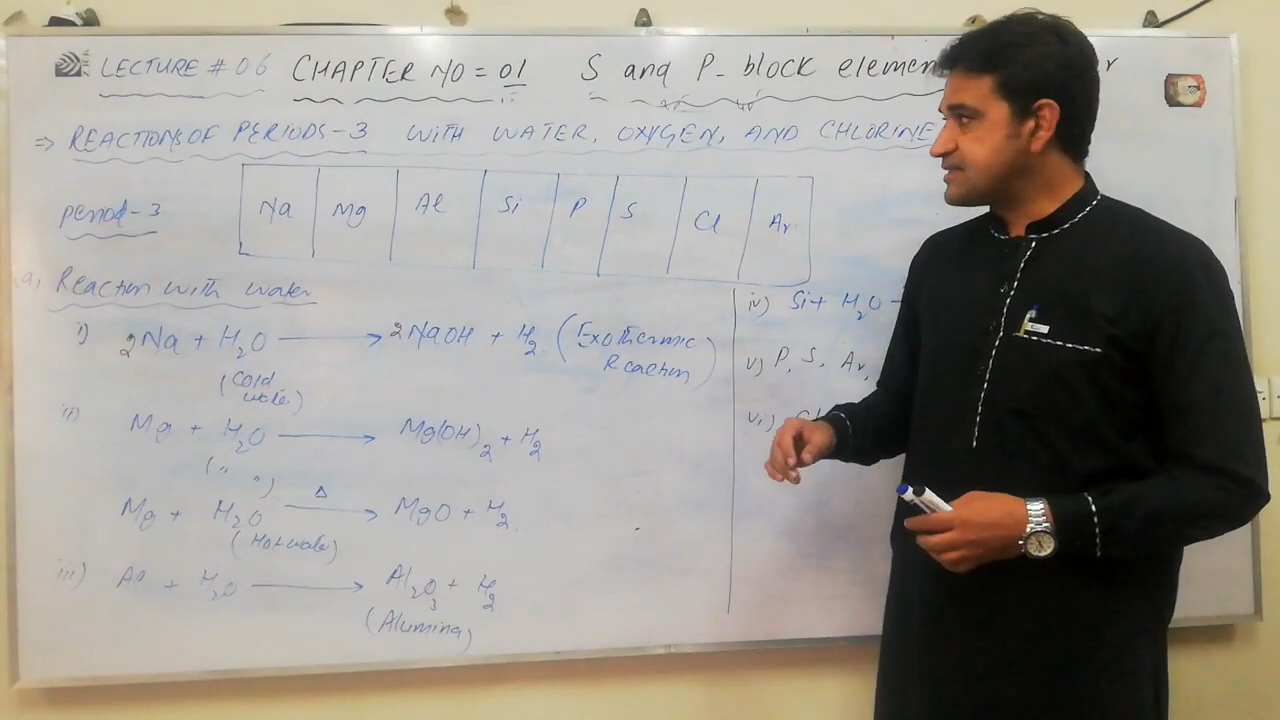 LECTURE # 06 CHAPTER NO = 01 S and P-block elemen r
⇒ REACTIONS OF PERIODS-3 WITH WATER, OXYGEN, AND CHLORINE
period-3 Na Mg Al Si P S Cl Ar
a, Reaction with water
i) 2Na + H₂O ⟶ 2NaOH + H₂ (Exothermic
Reaction)
(Cold
wate)
ii) Mg + H₂O ⟶ Mg(OH)₂ + H₂
( " " )
Mg + H₂O ⟶ MgO + H₂
Δ
(Hot wate)
iii) Al + H₂O ⟶ Al₂O₃ + H₂
(Alumina)
iv) Si + H₂O
v) P, S, Ar,
vi)